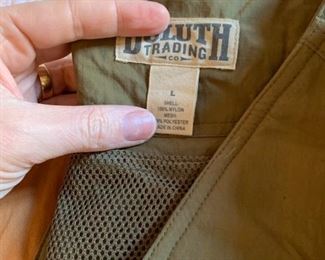 DULUTH
TRADING
CO
L
SHELL:
100% NYLON
MESH:
100% POLYESTER
MADE IN CHINA